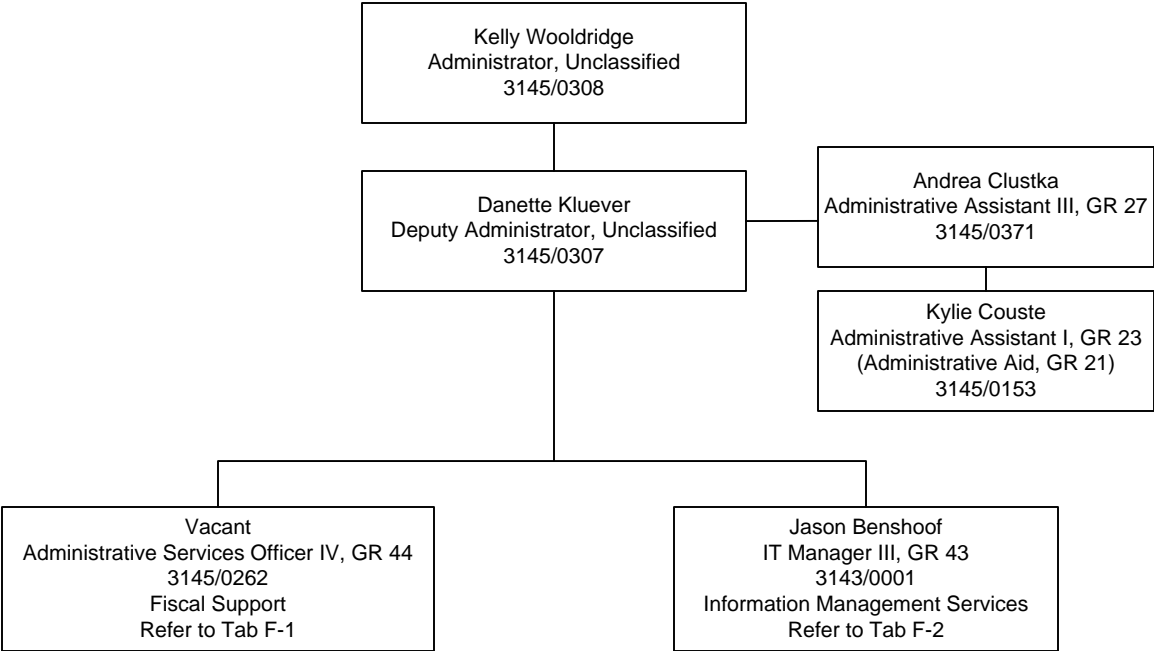 Kelly Wooldridge
Administrator, Unclassified
3145/0308
Danette Kluever
Deputy Administrator, Unclassified
3145/0307
Andrea Clustka
Administrative Assistant III, GR 27
3145/0371
Kylie Couste
Administrative Assistant I, GR 23
(Administrative Aid, GR 21)
3145/0153
Vacant
Administrative Services Officer IV, GR 44
3145/0262
Fiscal Support
Refer to Tab F-1
Jason Benshoof
IT Manager III, GR 43
3143/0001
Information Management Services
Refer to Tab F-2